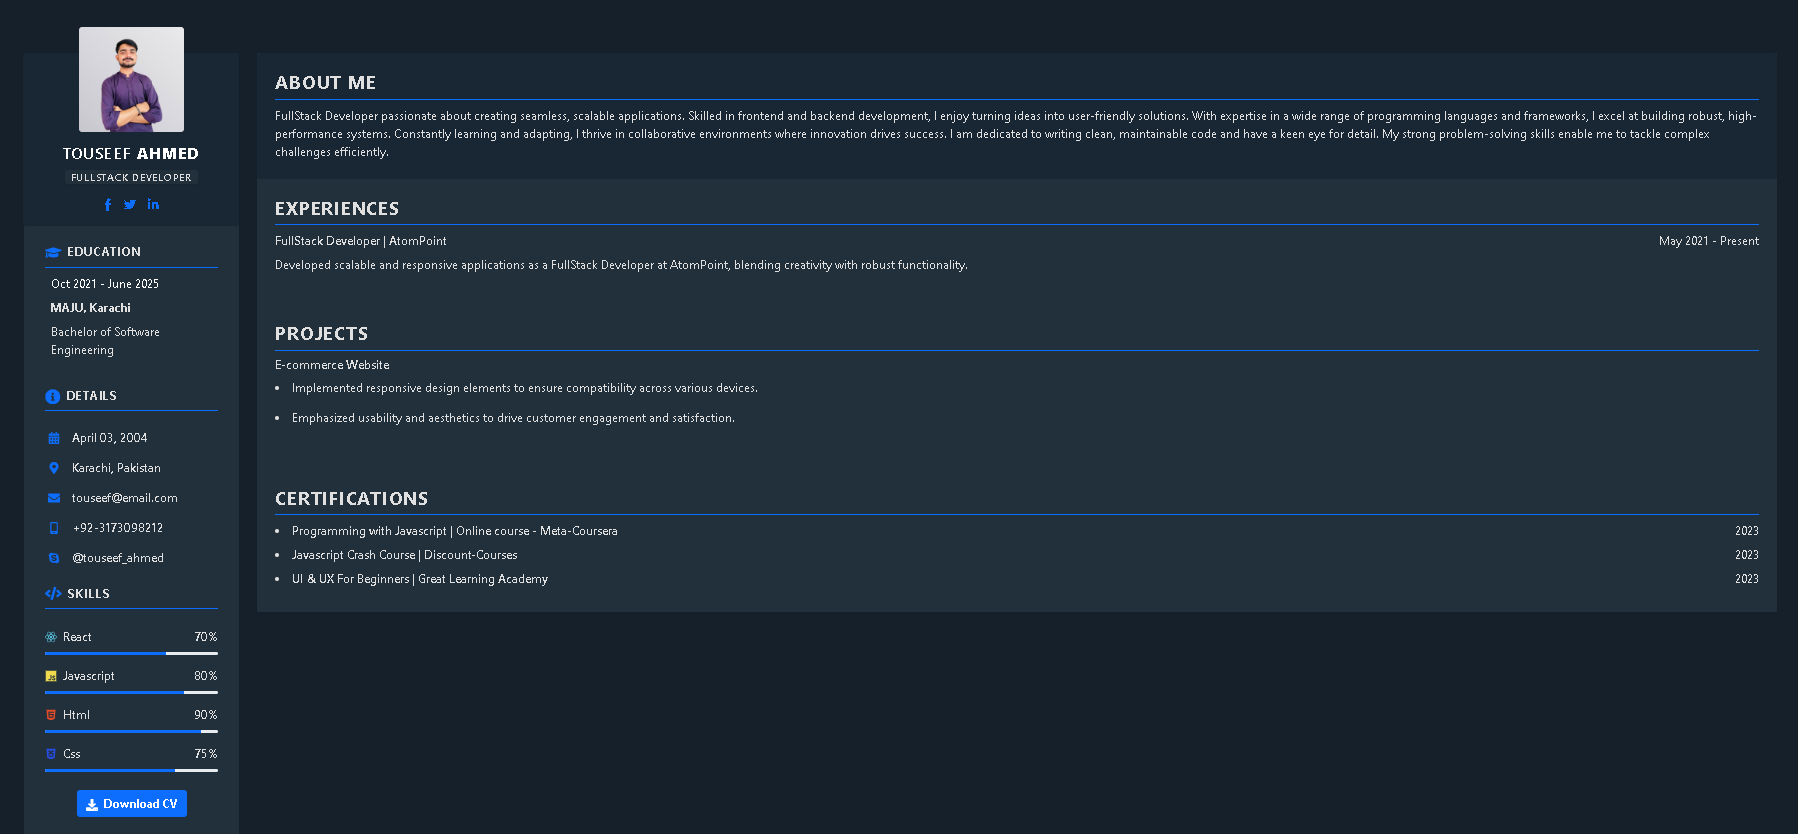 TOUSEEF AHMED
FULLSTACK DEVELOPER
EDUCATION
Oct 2021 - June 2025
MAJU, Karachi
Bachelor of Software
Engineering
DETAILS
April 03, 2004
Karachi, Pakistan
touseef@email.com
+92-3173098212
@touseef_ahmed
SKILLS
React 70%
Javascript 80%
Html 90%
Css 75%
Download CV
ABOUT ME
FullStack Developer passionate about creating seamless, scalable applications. Skilled in frontend and backend development, I enjoy turning ideas into user-friendly solutions. With expertise in a wide range of programming languages and frameworks, I excel at building robust, high-
performance systems. Constantly learning and adapting, I thrive in collaborative environments where innovation drives success. I am dedicated to writing clean, maintainable code and have a keen eye for detail. My strong problem-solving skills enable me to tackle complex
challenges efficiently.
EXPERIENCES
FullStack Developer | AtomPoint May 2021 - Present
Developed scalable and responsive applications as a FullStack Developer at AtomPoint, blending creativity with robust functionality.
PROJECTS
E-commerce Website
• Implemented responsive design elements to ensure compatibility across various devices.
• Emphasized usability and aesthetics to drive customer engagement and satisfaction.
CERTIFICATIONS
• Programming with Javascript | Online course - Meta-Coursera 2023
• Javascript Crash Course | Discount-Courses 2023
• UI & UX For Beginners | Great Learning Academy 2023